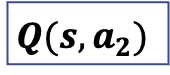 Q(s, a₂)